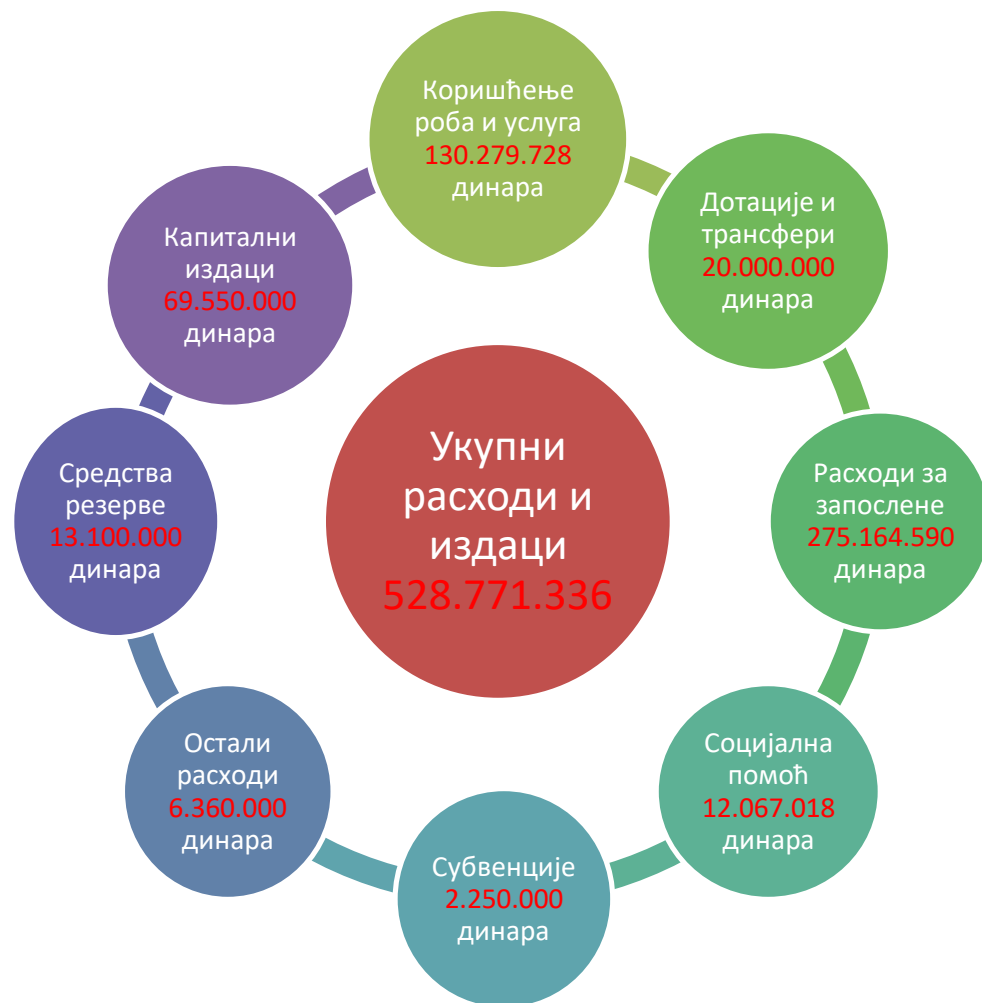 Коришћење
роба и услуга
130.279.728
динара
Дотације и
трансфери
20.000.000
динара
Расходи за
запослене
275.164.590
динара
Социјална
помоћ
12.067.018
динара
Субвенције
2.250.000
динара
Остали
расходи
6.360.000
динара
Средства
резерве
13.100.000
динара
Капитални
издаци
69.550.000
динара
Укупни
расходи и
издаци
528.771.336